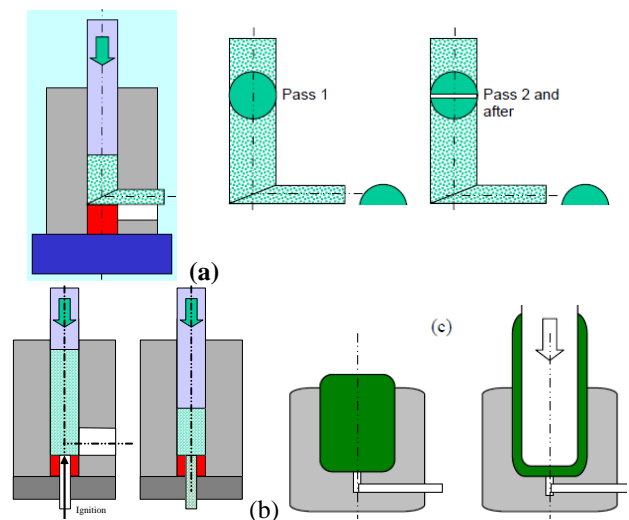 Pass 1
Pass 2 and
after
(a)
(c)
Ignition
(b)